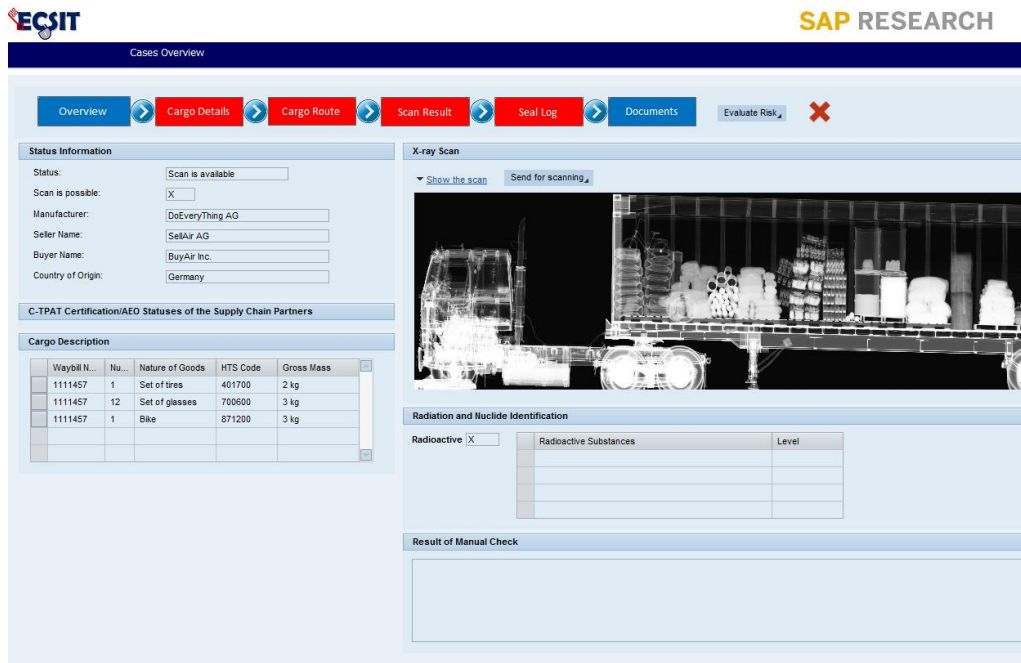 ECSIT
SAP RESEARCH
Cases Overview
Overview
Cargo Details
Cargo Route
Scan Result
Seal Log
Documents
Evaluate Risk
Status Information
Status: Scan is available
Scan is possible: X
Manufacturer: DoEveryThing AG
Seller Name: SellAir AG
Buyer Name: BuyAir Inc.
Country of Origin: Germany
C-TPAT Certification/AEO Statuses of the Supply Chain Partners
Cargo Description
Waybill N... Nu... Nature of Goods HTS Code Gross Mass
1111457 1 Set of tires 401700 2 kg
1111457 12 Set of glasses 700600 3 kg
1111457 1 Bike 871200 3 kg
X-ray Scan
Show the scan Send for scanning
Radiation and Nuclide Identification
Radioactive X
Radioactive Substances Level
Result of Manual Check